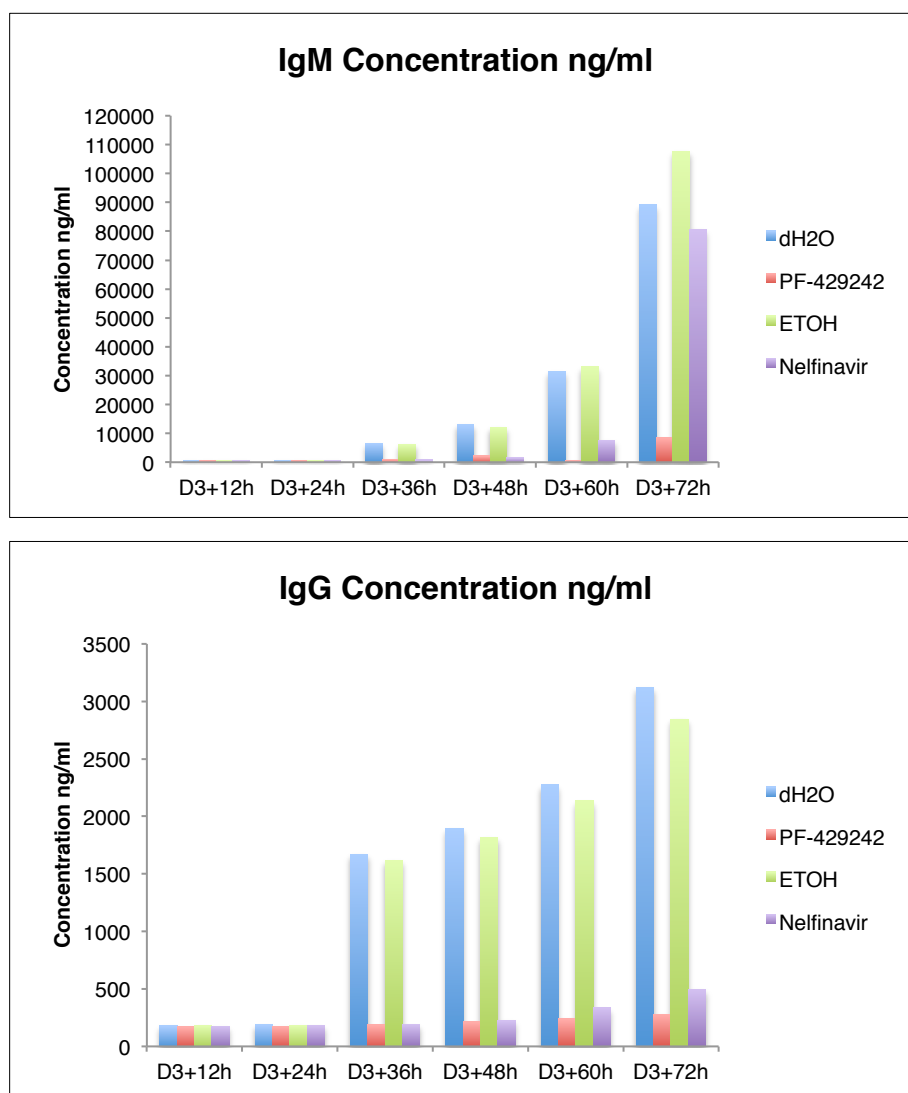 IgM Concentration ng/ml
Concentration ng/ml
120000
110000
100000
90000
80000
70000
60000
50000
40000
30000
20000
10000
0
D3+12h D3+24h D3+36h D3+48h D3+60h D3+72h
dH2O
PF-429242
ETOH
Nelfinavir
IgG Concentration ng/ml
Concentration ng/ml
3500
3000
2500
2000
1500
1000
500
0
D3+12h D3+24h D3+36h D3+48h D3+60h D3+72h
dH2O
PF-429242
ETOH
Nelfinavir